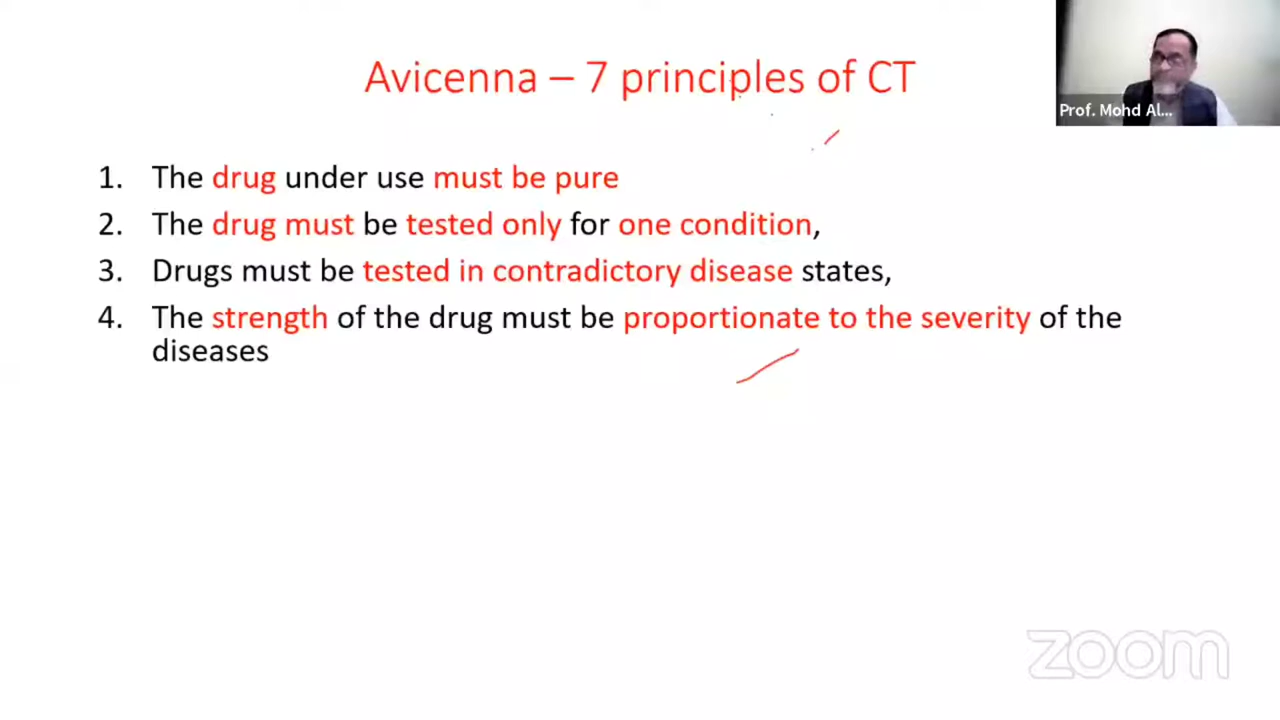 Avicenna – 7 principles of CT
Prof. Mohd Al...
1. The drug under use must be pure
2. The drug must be tested only for one condition,
3. Drugs must be tested in contradictory disease states,
4. The strength of the drug must be proportionate to the severity of the
diseases
zoom